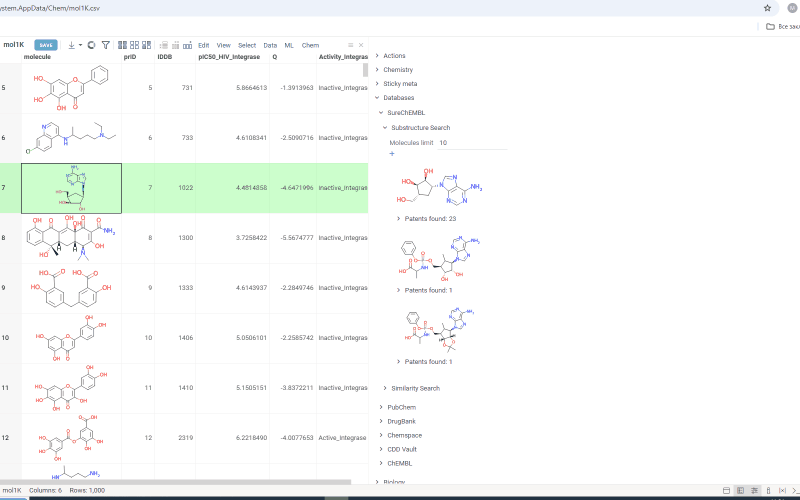 ystem.AppData/Chem/mol1K.csv
Все
mol1K SAVE Edit View Select Data ML Chem
molecule prID IDDB pIC50_HIV_Integrase Q Activity_Integras
5 5 731 5.8664613 -1.3913963 Inactive_Integras
6 6 733 4.6108341 -2.5090716 Inactive_Integras
7 7 1022 4.4814858 -4.6471996 Inactive_Integras
8 8 1300 3.7258422 -5.5674777 Inactive_Integras
9 9 1333 4.6143937 -2.2849746 Inactive_Integras
10 10 1406 5.0506101 -2.2585742 Inactive_Integras
11 11 1410 5.1505151 -3.8372211 Inactive_Integras
12 12 2319 6.2218490 -4.0077653 Active_Integrase
Actions
Chemistry
Sticky meta
Databases
SureChEMBL
Substructure Search
Molecules limit 10
+
Patents found: 23
Patents found: 1
Patents found: 1
Similarity Search
PubChem
DrugBank
Chemspace
CDD Vault
ChEMBL
Biology
mol1K Columns: 6 Rows: 1,000